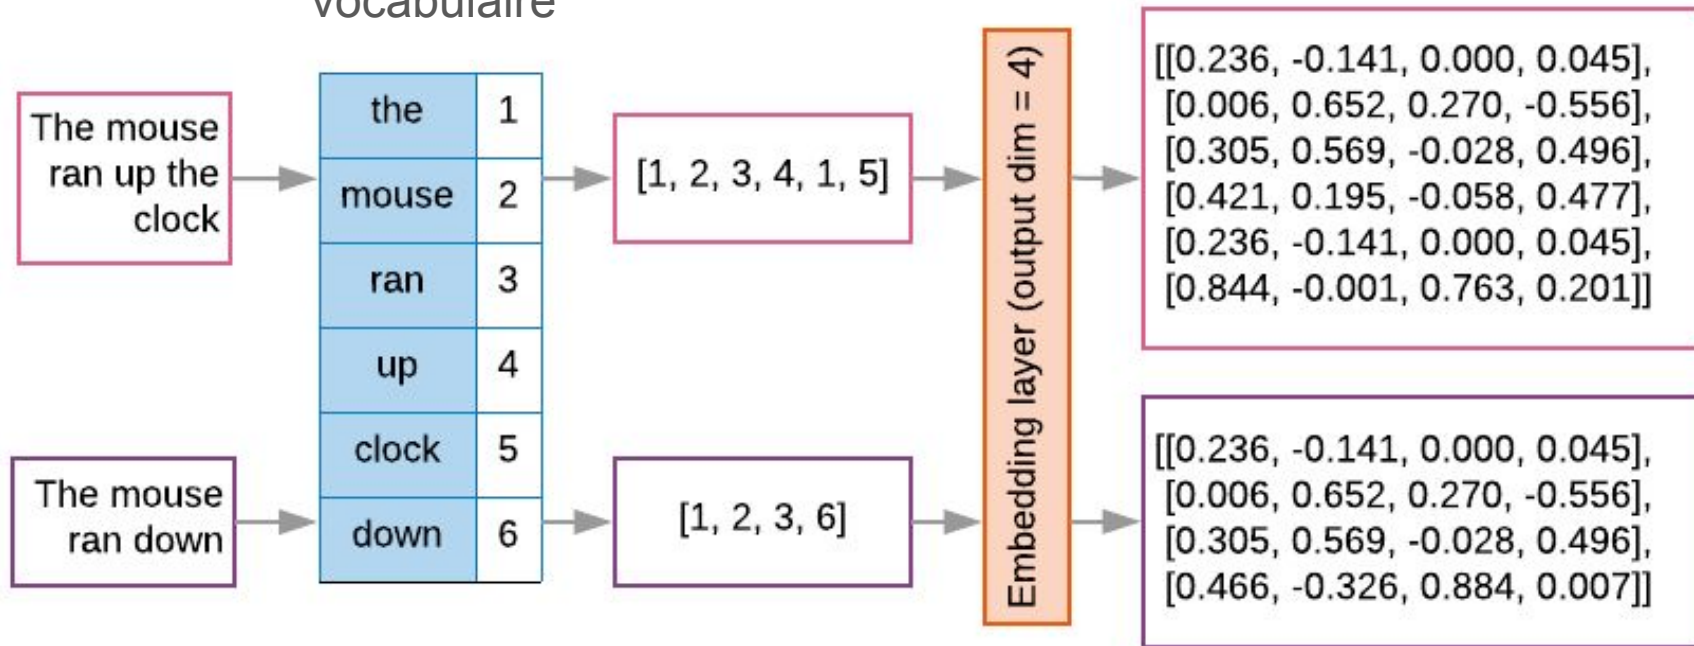 vocabulaire
The mouse
ran up the
clock
the 1
mouse 2
ran 3
up 4
clock 5
down 6
[1, 2, 3, 4, 1, 5]
Embedding layer (output dim = 4)
[[0.236, -0.141, 0.000, 0.045],
[0.006, 0.652, 0.270, -0.556],
[0.305, 0.569, -0.028, 0.496],
[0.421, 0.195, -0.058, 0.477],
[0.236, -0.141, 0.000, 0.045],
[0.844, -0.001, 0.763, 0.201]]
The mouse
ran down
[1, 2, 3, 6]
[[0.236, -0.141, 0.000, 0.045],
[0.006, 0.652, 0.270, -0.556],
[0.305, 0.569, -0.028, 0.496],
[0.466, -0.326, 0.884, 0.007]]